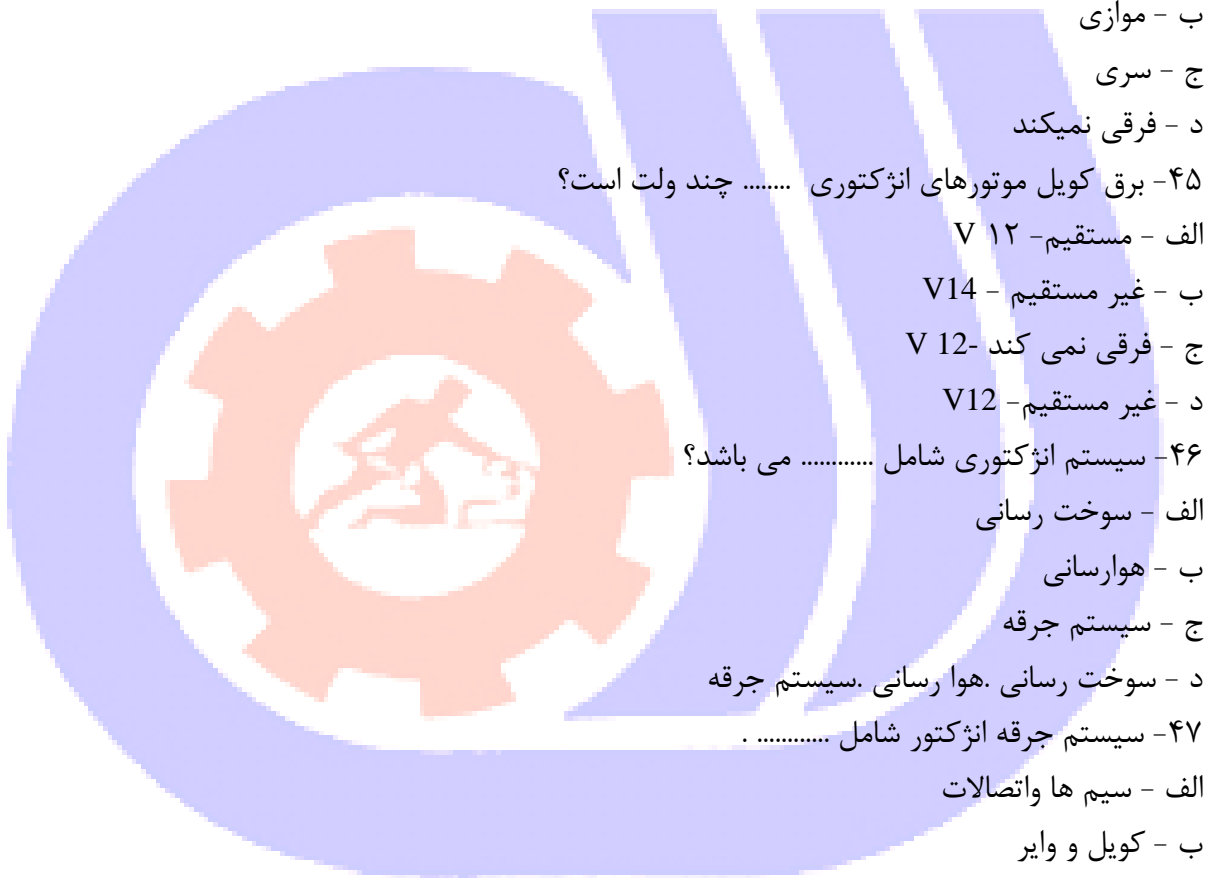 ب - موازی
ج - سری
د - فرقی نمیکند
۴۵- برق کویل موتورهای انژکتوری ........ چند ولت است؟
الف - مستقیم- ۱۲ V
ب - غیر مستقیم - V14
ج - فرقی نمی کند -12 V
د - غیر مستقیم- V12
۴۶- سیستم انژکتوری شامل ............ می باشد؟
الف - سوخت رسانی
ب - هوارسانی
ج - سیستم جرقه
د - سوخت رسانی .هوا رسانی .سیستم جرقه
۴۷- سیستم جرقه انژکتور شامل ............ .
الف - سیم ها واتصالات
ب - کویل و وایر